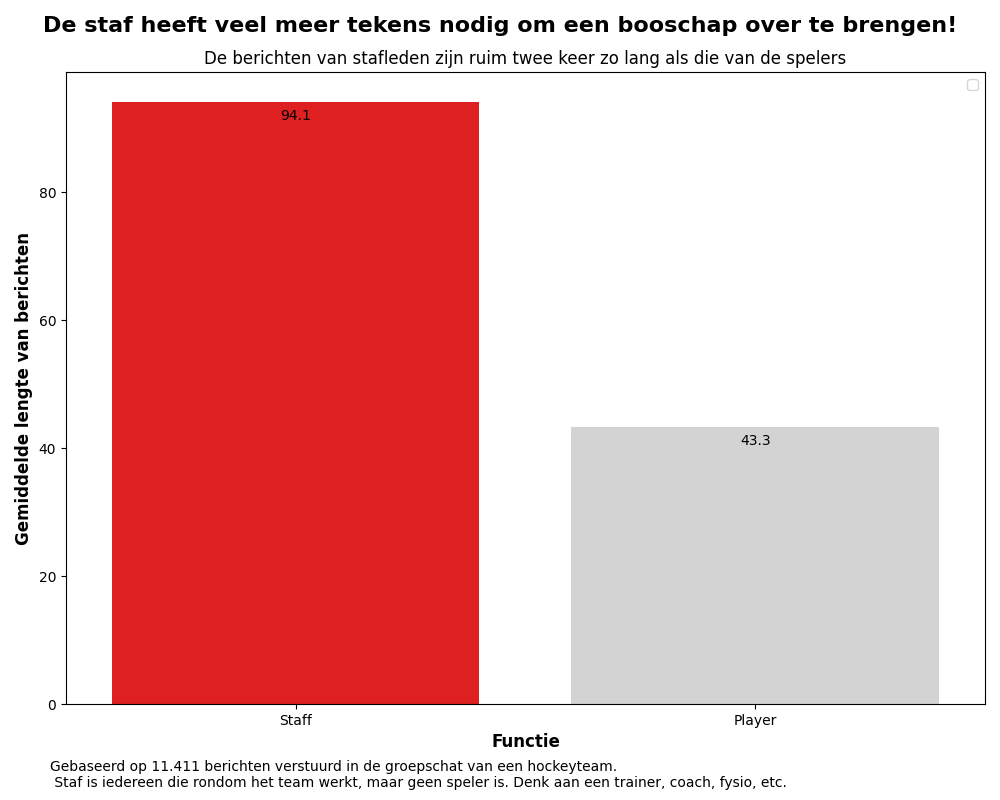 De staf heeft veel meer tekens nodig om een booschap over te brengen!
De berichten van stafleden zijn ruim twee keer zo lang als die van de spelers
94.1
43.3
80
60
40
20
0
Gemiddelde lengte van berichten
Staff
Player
Functie
Gebaseerd op 11.411 berichten verstuurd in de groepschat van een hockeyteam.
Staf is iedereen die rondom het team werkt, maar geen speler is. Denk aan een trainer, coach, fysio, etc.